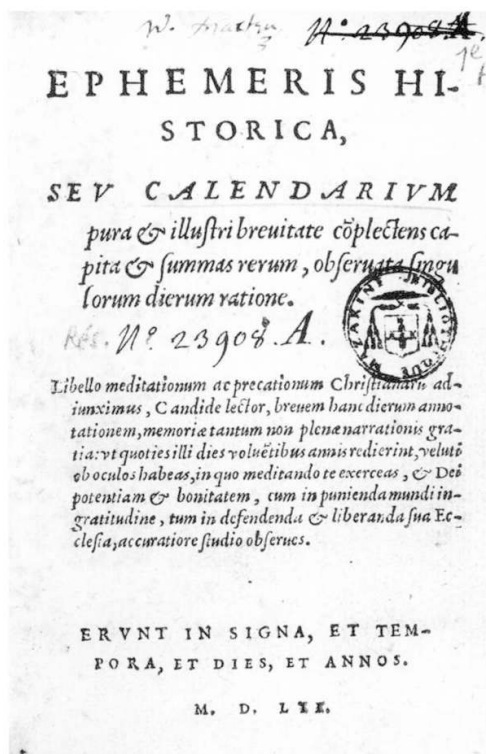 Nº. 23908.A.
EPHEMERIS HI-
STORICA,
SEV CALENDARIVM
pura & illustri breuitate cõplectens ca-
pita & summas rerum, obseruata singu
lorum dierum ratione.
Rés. Nº. 23908.A.
Libello meditationum ac precationum Christianarũ ad-
iunximus, Candide lector, breuem hanc dierum anno-
tationem, memoriæ tantum non plenæ narrationis gra-
tia: vt quoties illi dies voluẽtibus annis redierint, veluti
ob oculos habeas, in quo meditando te exerceas, & Dei
potentiam & bonitatem, cum in punienda mundi in-
gratitudine, tum in defendenda & liberanda sua Ec-
clesia, accuratiore studio obserues.
ERVNT IN SIGNA, ET TEM-
PORA, ET DIES, ET ANNOS.
M. D.